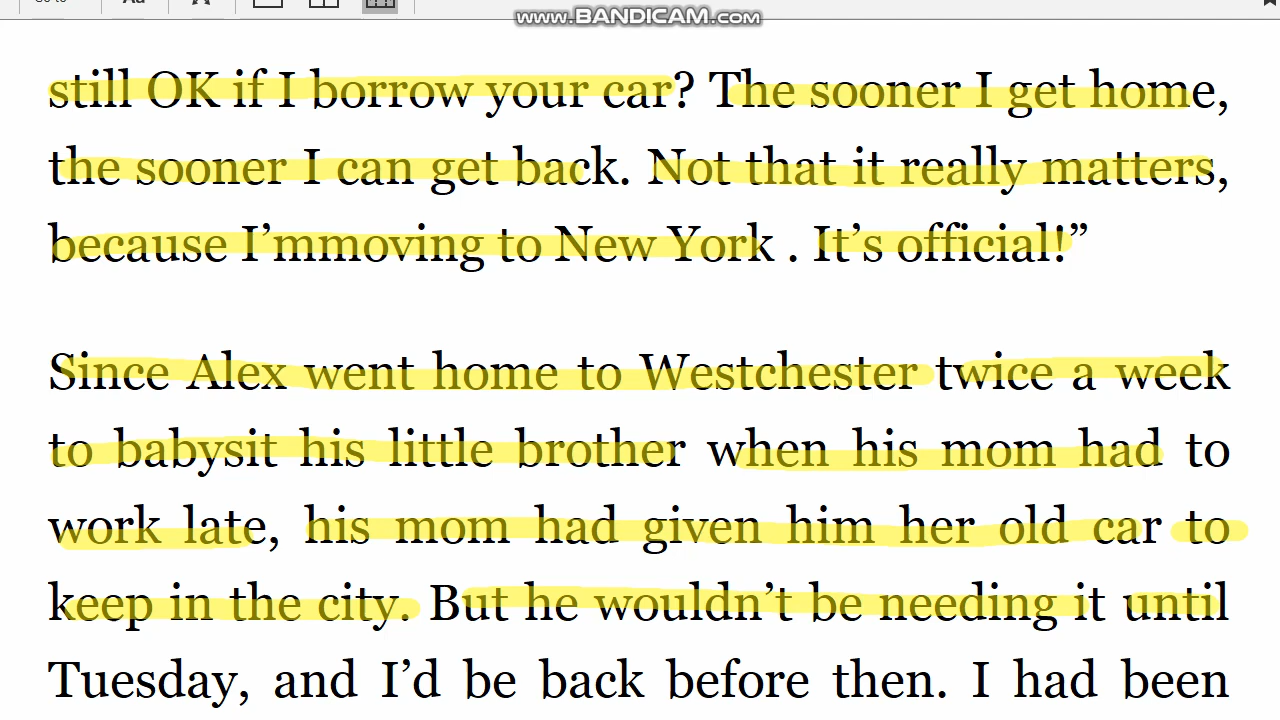 Aa
www.BANDICAM.com
still OK if I borrow your car? The sooner I get home,
the sooner I can get back. Not that it really matters,
because I’mmoving to New York . It’s official!”
Since Alex went home to Westchester twice a week
to babysit his little brother when his mom had to
work late, his mom had given him her old car to
keep in the city. But he wouldn’t be needing it until
Tuesday, and I’d be back before then. I had been